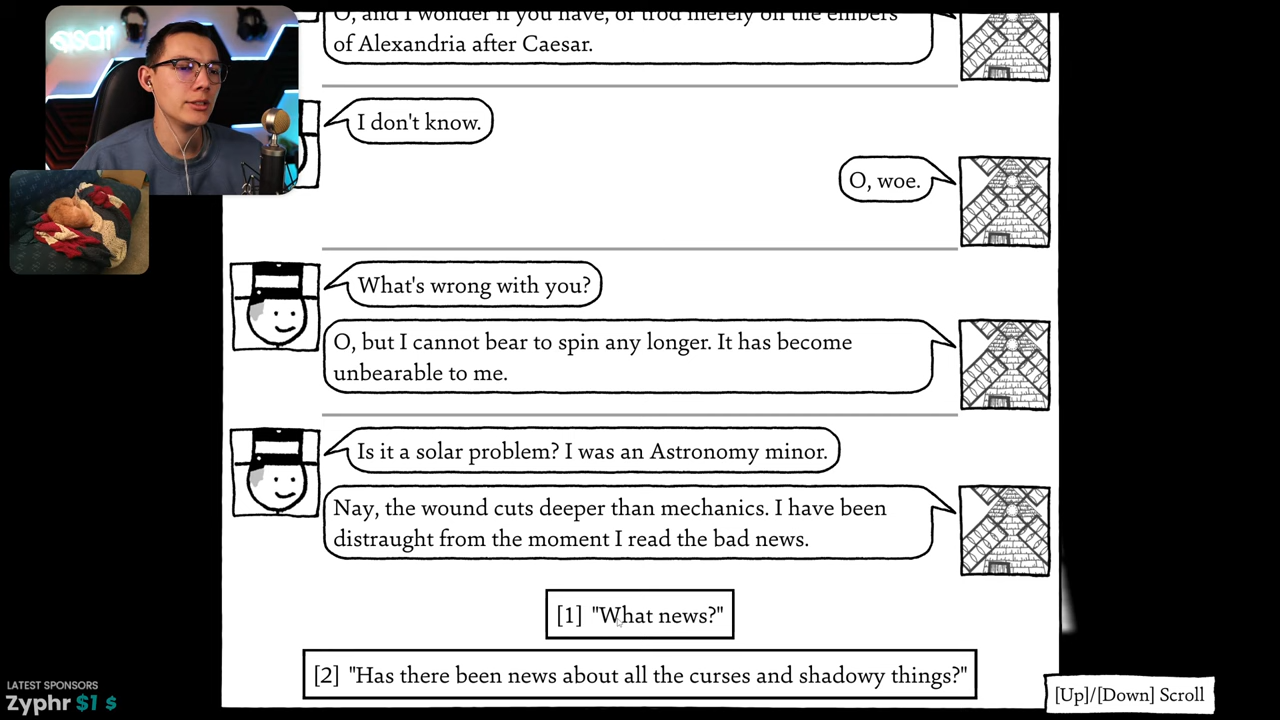 O, and I wonder if you have, or trod merely on the embers
of Alexandria after Caesar.
I don't know.
O, woe.
What's wrong with you?
O, but I cannot bear to spin any longer. It has become
unbearable to me.
Is it a solar problem? I was an Astronomy minor.
Nay, the wound cuts deeper than mechanics. I have been
distraught from the moment I read the bad news.
[1] "What news?"
[2] "Has there been news about all the curses and shadowy things?"
LATEST SPONSORS
Zyphr $1 $
[Up]/[Down] Scroll